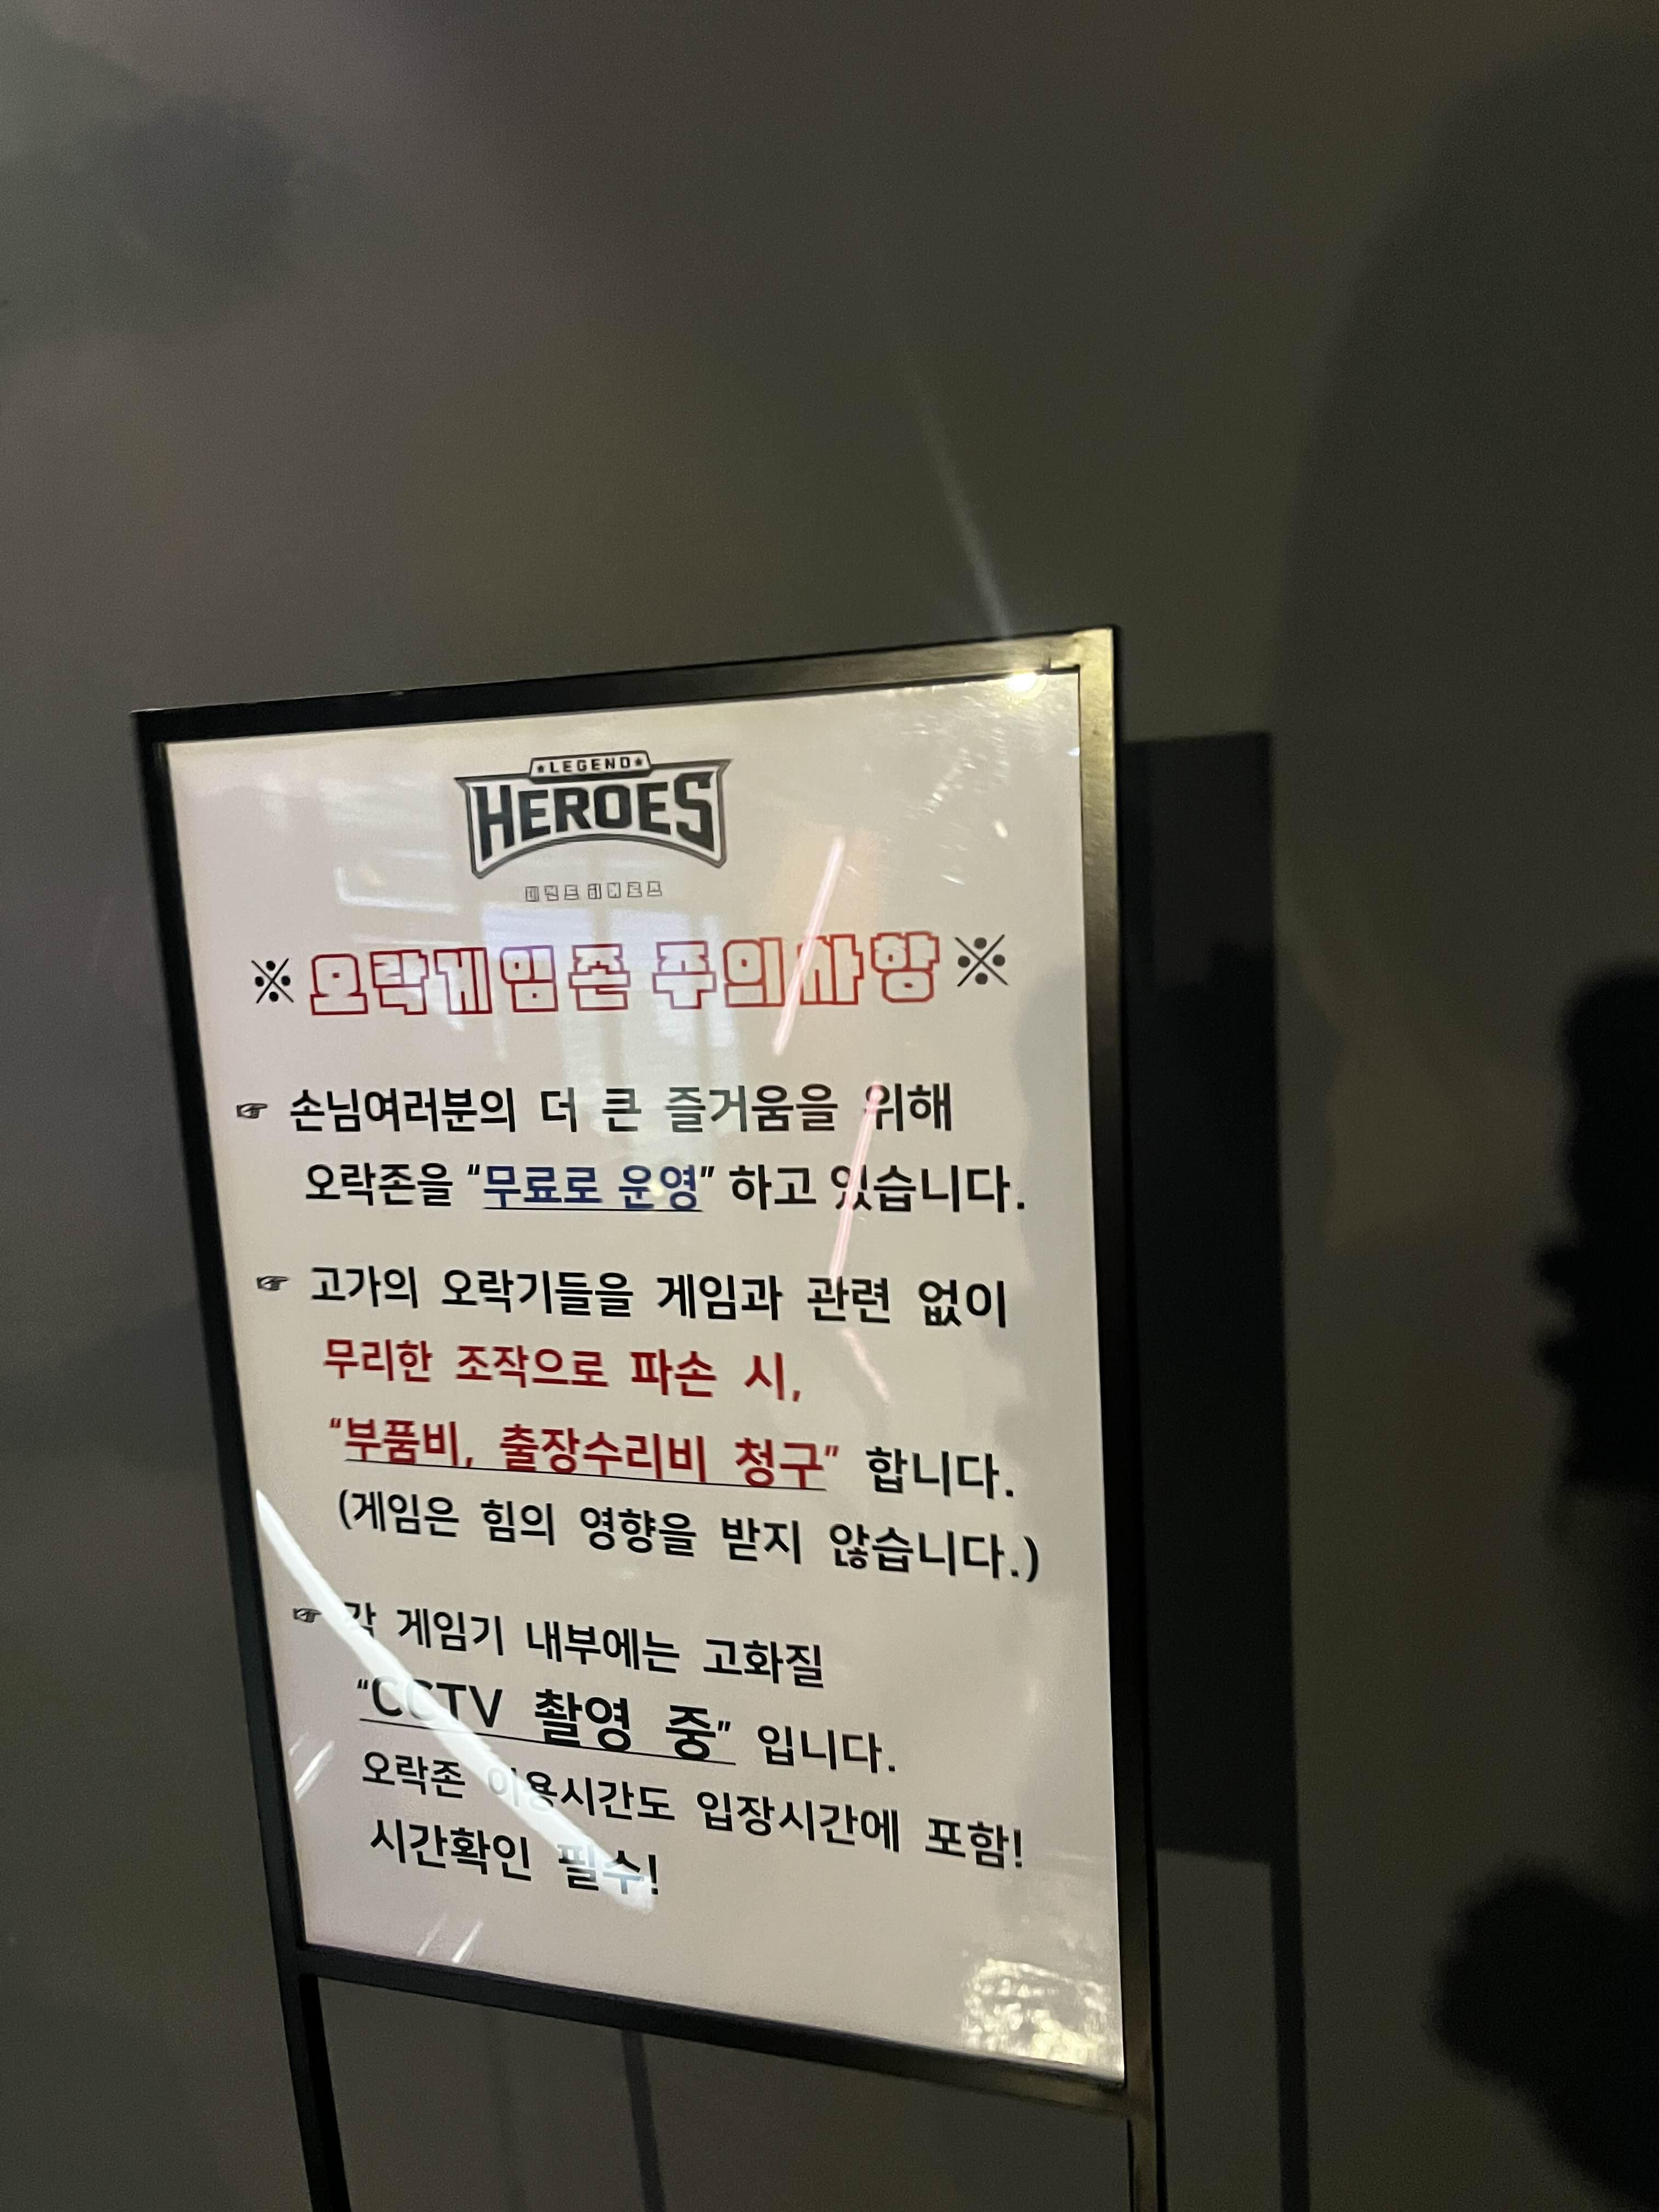 ★LEGEND★
HEROES
※오락게임존 주의사항※
☞ 손님여러분의 더 큰 즐거움을 위해
오락존을 “무료로 운영” 하고 있습니다.
☞ 고가의 오락기들을 게임과 관련 없이
무리한 조작으로 파손 시,
“부품비, 출장수리비 청구” 합니다.
(게임은 힘의 영향을 받지 않습니다.)
☞ 각 게임기 내부에는 고화질
“CCTV 촬영 중” 입니다.
오락존 이용시간도 입장시간에 포함!
시간확인 필수!